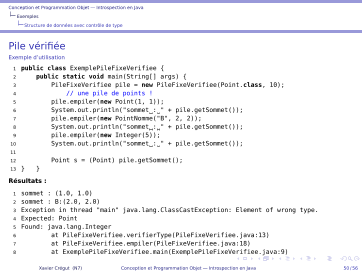 Conception et Programmation Objet — Introspection en Java
Exemples
Structure de données avec contrôle de type
Pile vérifiée
Exemple d'utilisation
1 public class ExemplePileFixeVerifiee {
2 public static void main(String[] args) {
3 PileFixeVerifiee pile = new PileFixeVerifiee(Point.class, 10);
4 // une pile de points !
5 pile.empiler(new Point(1, 1));
6 System.out.println("sommet␣:␣" + pile.getSommet());
7 pile.empiler(new PointNomme("B", 2, 2));
8 System.out.println("sommet␣:␣" + pile.getSommet());
9 pile.empiler(new Integer(5));
10 System.out.println("sommet␣:␣" + pile.getSommet());
11
12 Point s = (Point) pile.getSommet();
13 } }
Résultats :
1 sommet : (1.0, 1.0)
2 sommet : B:(2.0, 2.0)
3 Exception in thread "main" java.lang.ClassCastException: Element of wrong type.
4 Expected: Point
5 Found: java.lang.Integer
6 at PileFixeVerifiee.verifierType(PileFixeVerifiee.java:13)
7 at PileFixeVerifiee.empiler(PileFixeVerifiee.java:18)
8 at ExemplePileFixeVerifiee.main(ExemplePileFixeVerifiee.java:9)
Xavier Crégut (N7) Conception et Programmation Objet — Introspection en Java 50 / 56